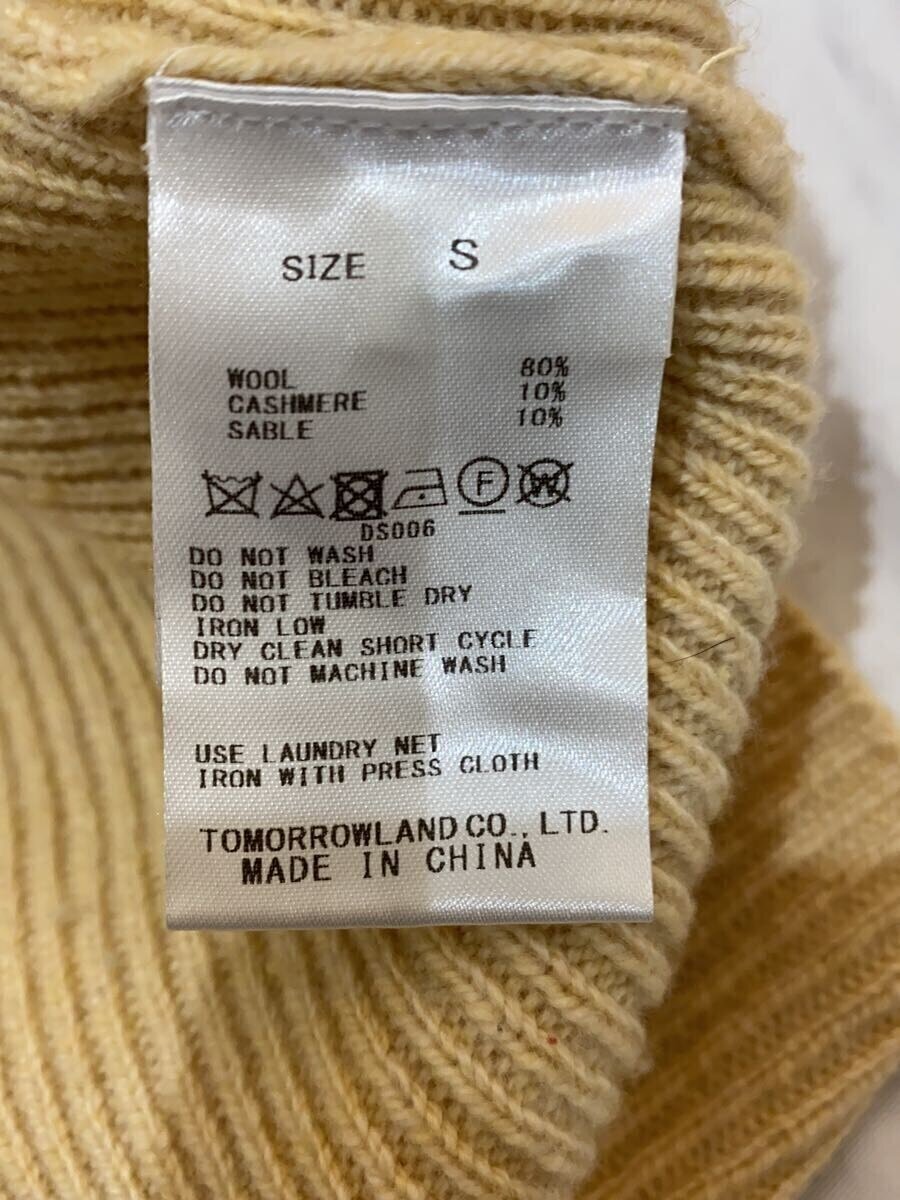 SIZE S
WOOL 80%
CASHMERE 10%
SABLE 10%
F W
DS006
DO NOT WASH
DO NOT BLEACH
DO NOT TUMBLE DRY
IRON LOW
DRY CLEAN SHORT CYCLE
DO NOT MACHINE WASH
USE LAUNDRY NET
IRON WITH PRESS CLOTH
TOMORROWLAND CO., LTD.
MADE IN CHINA